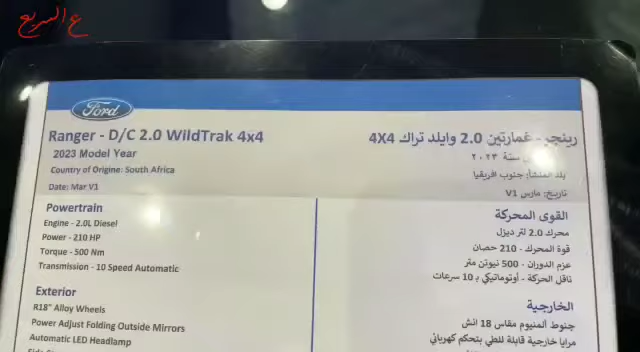 ع السريع
Ford
Ranger - D/C 2.0 WildTrak 4x4
2023 Model Year
Country of Origine: South Africa
Date: Mar V1
Powertrain
Engine - 2.0L Diesel
Power - 210 HP
Torque - 500 Nm
Transmission - 10 Speed Automatic
Exterior
R18" Alloy Wheels
Power Adjust Folding Outside Mirrors
Automatic LED Headlamp
رينجر - غمارتين 2.0 وايلد تراك 4X4
سنة ٢٠٢٣
بلد المنشأ: جنوب افريقيا
تاريخ: مارس V1
القوى المحركة
محرك 2.0 لتر ديزل
قوة المحرك - 210 حصان
عزم الدوران - 500 نيوتن متر
ناقل الحركة - أوتوماتيكي بـ 10 سرعات
الخارجية
جنوط المنيوم مقاس 18 انش
مرايا خارجية قابلة للطي بتحكم كهربائي